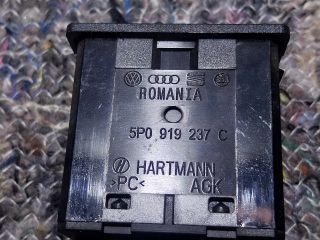 ROMANIA
5P0 919 237 C
HARTMANN
>PC< AGK